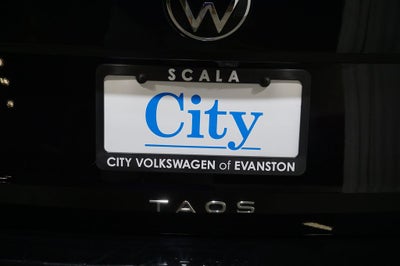 SCALA
City
CITY VOLKSWAGEN of EVANSTON
TAOS